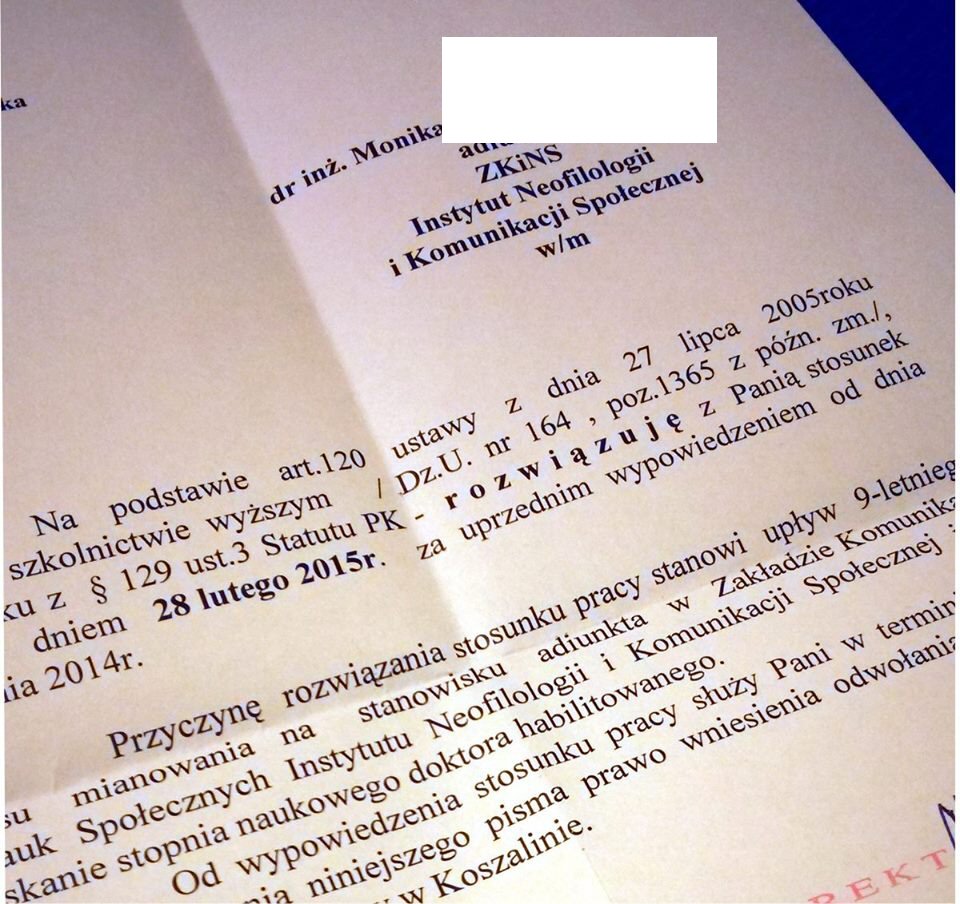 ka
dr inż. Monika
ZKiNS
Instytut Neofilologii
i Komunikacji Społecznej
w/m
Na podstawie art.120 ustawy z dnia 27 lipca 2005roku
szkolnictwie wyższym / Dz.U. nr 164 , poz.1365 z późn. zm./,
ku z § 129 ust.3 Statutu PK - r o z w i ą z u j ę z Panią stosunek
dniem 28 lutego 2015r. za uprzednim wypowiedzeniem od dnia
nia 2014r.
Przyczynę rozwiązania stosunku pracy stanowi upływ 9-letnieg
su mianowania na stanowisku adiunkta w Zakładzie Komunika
auk Społecznych Instytutu Neofilologii i Komunikacji Społecznej i
skanie stopnia naukowego doktora habilitowanego.
Od wypowiedzenia stosunku pracy służy Pani w termini
nia niniejszego pisma prawo wniesienia odwołania
w Koszalinie.
REKT